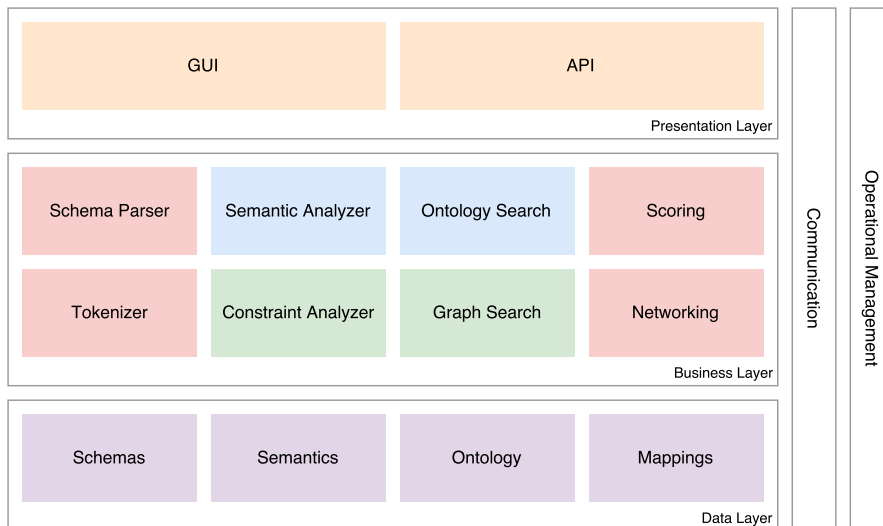 GUI
API
Presentation Layer
Schema Parser
Semantic Analyzer
Ontology Search
Scoring
Tokenizer
Constraint Analyzer
Graph Search
Networking
Business Layer
Schemas
Semantics
Ontology
Mappings
Data Layer
Communication
Operational Management